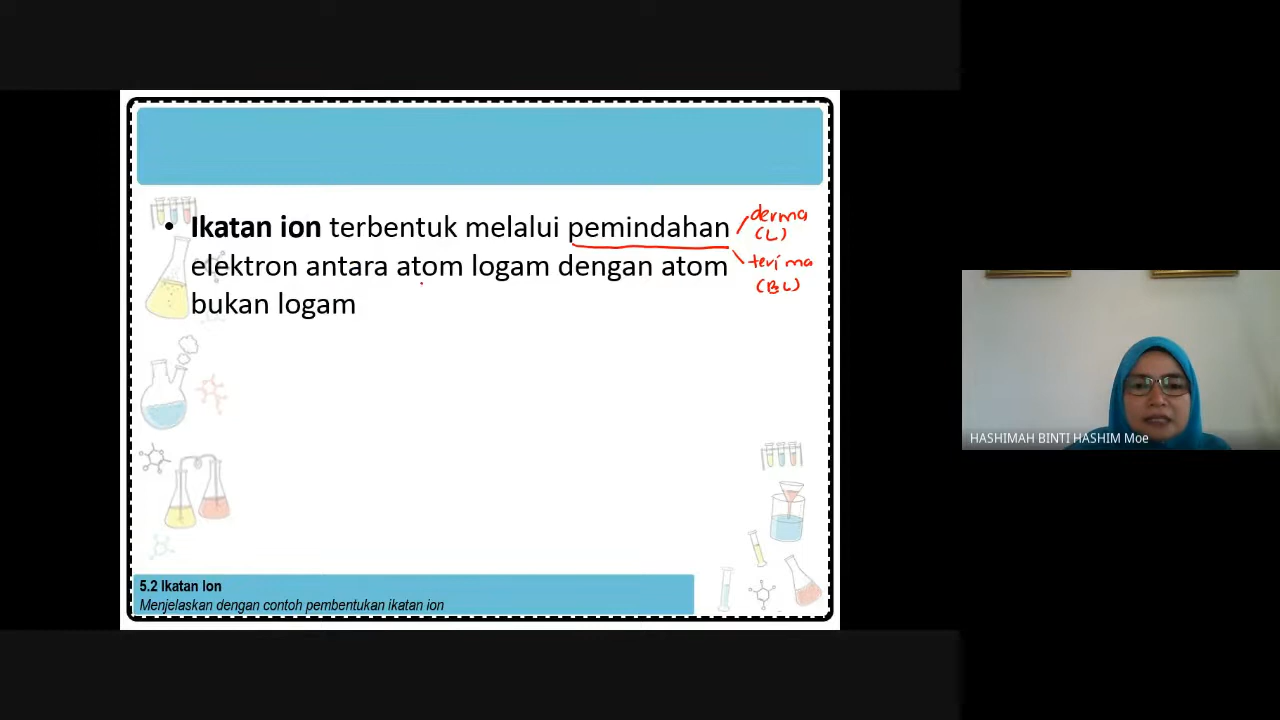 • Ikatan ion terbentuk melalui pemindahan
elektron antara atom logam dengan atom
bukan logam
derma
(L)
terima
(BL)
5.2 Ikatan Ion
Menjelaskan dengan contoh pembentukan ikatan ion
HASHIMAH BINTI HASHIM Moe